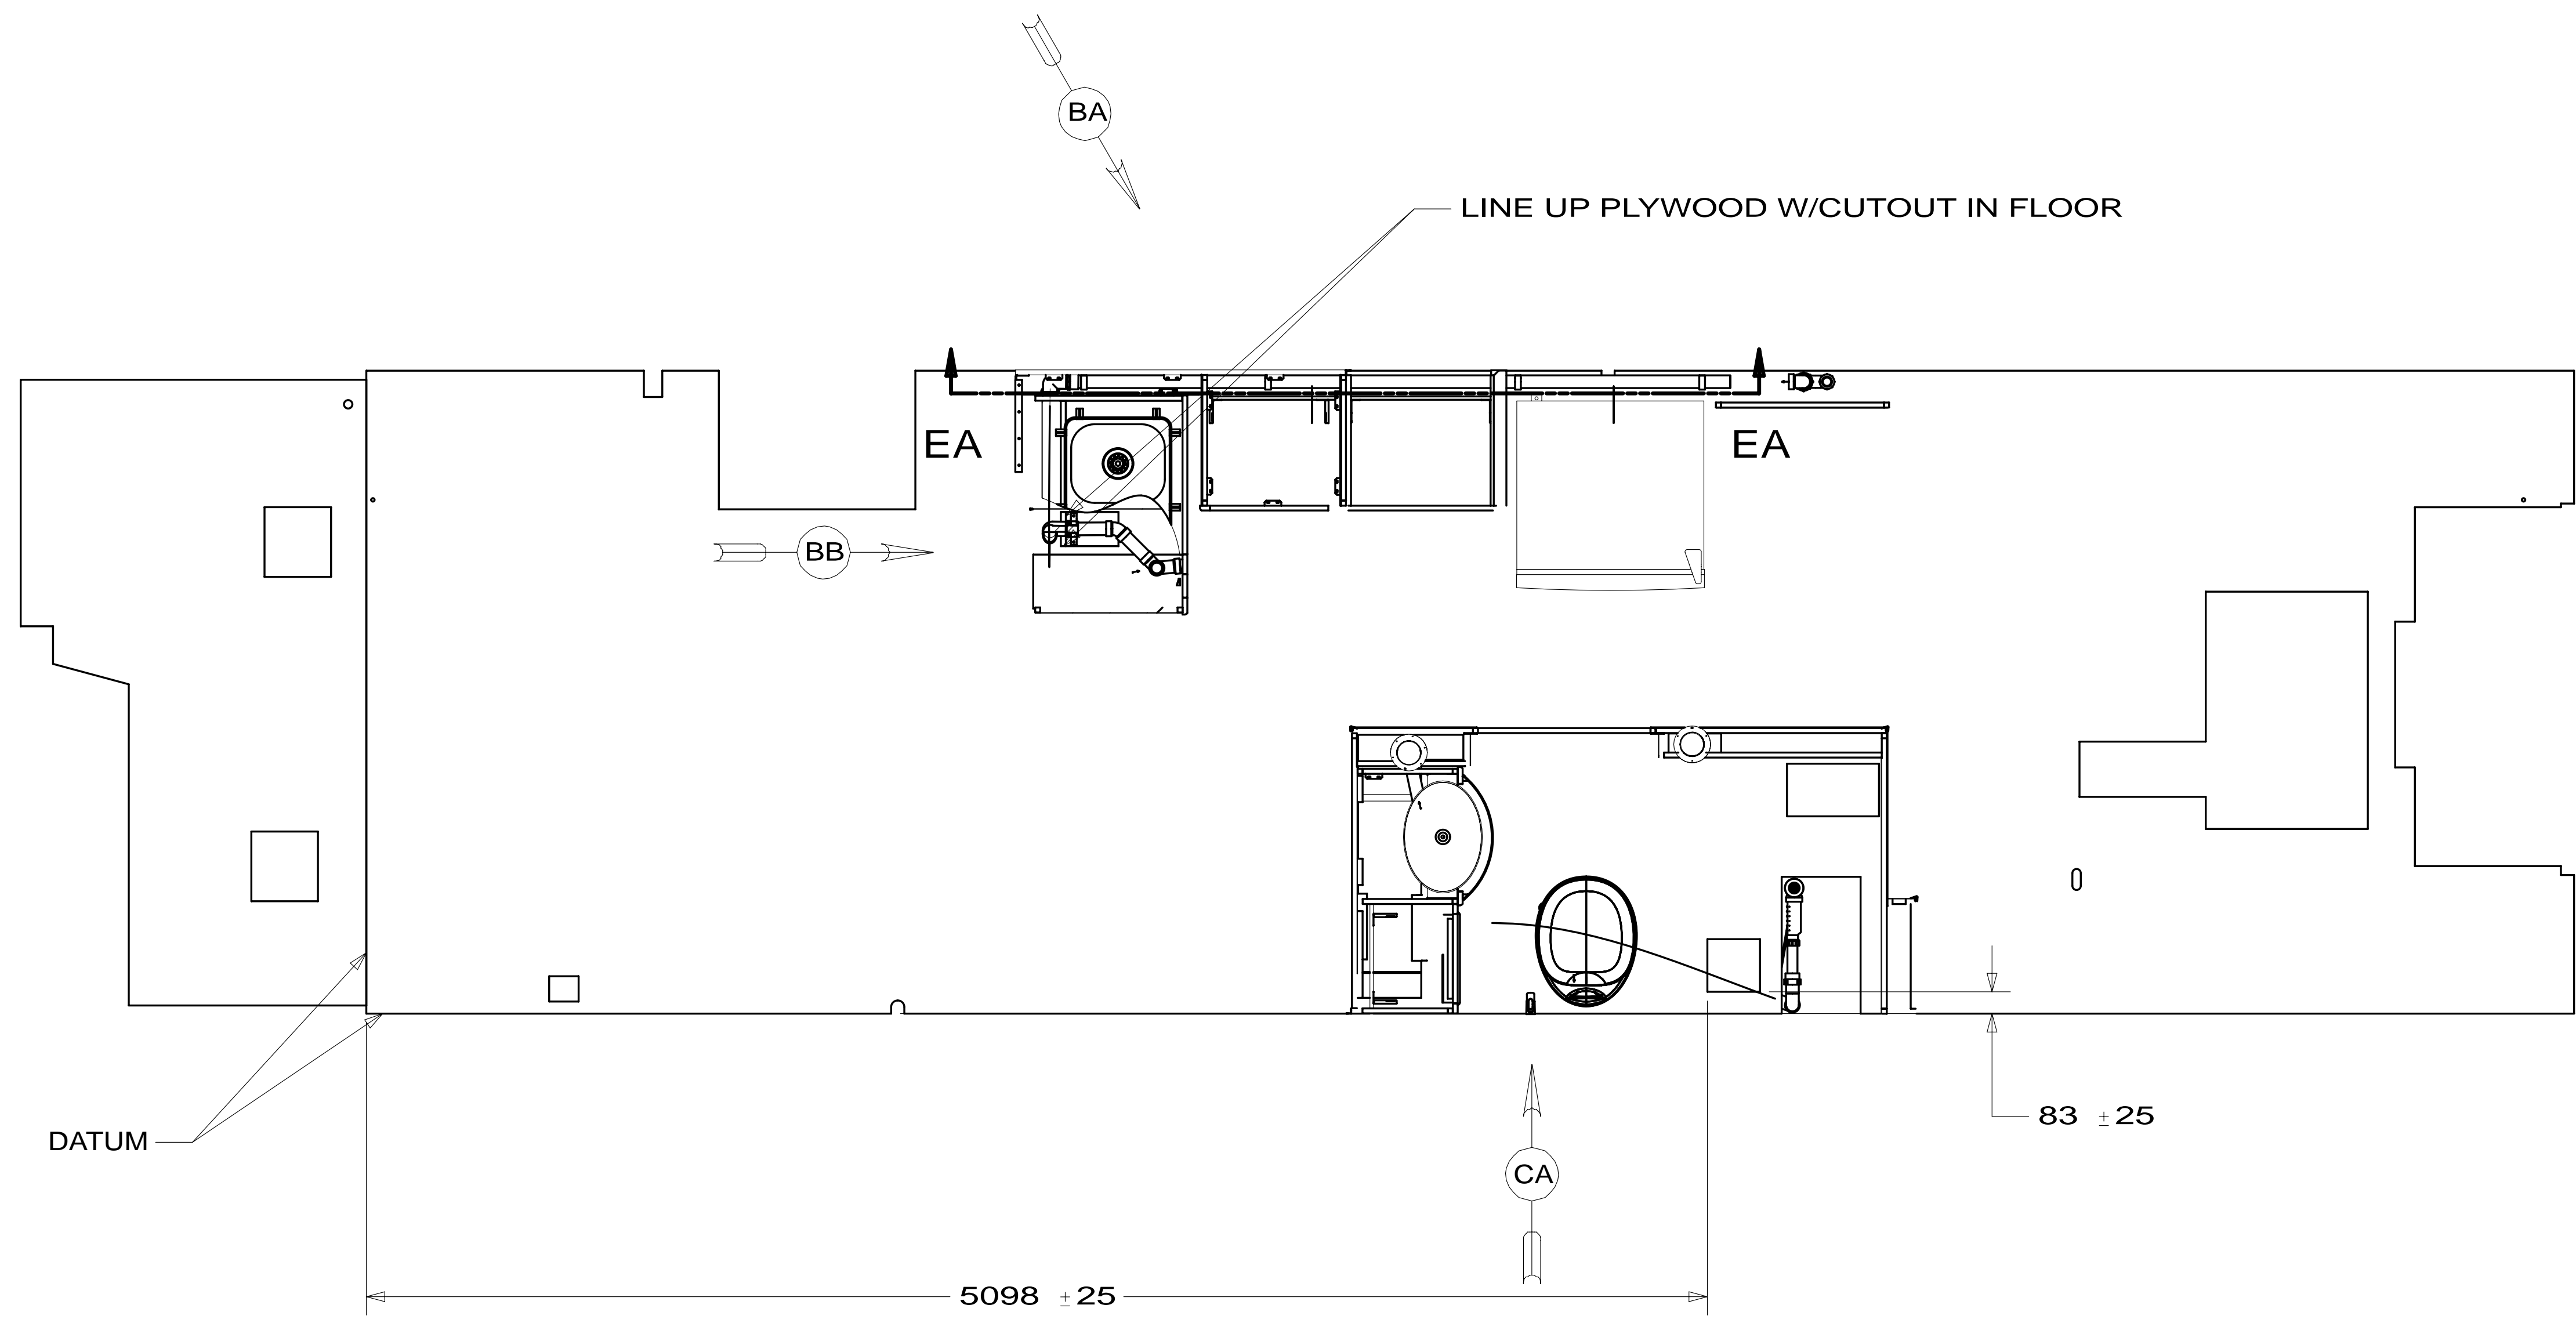 BA
LINE UP PLYWOOD W/CUTOUT IN FLOOR
EA
EA
BB
DATUM
83 ±25
CA
5098 ±25